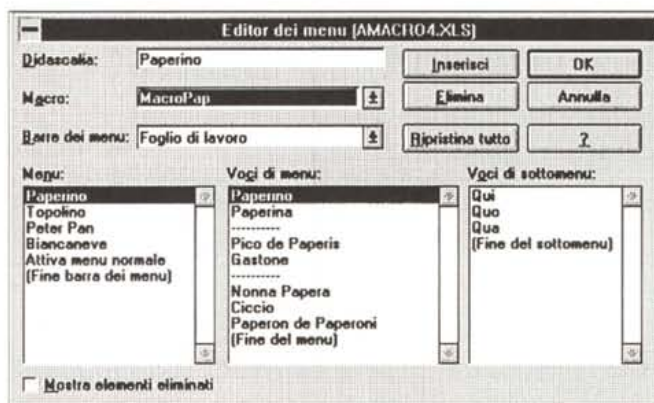 Editor dei menu [AMACRO4.XLS]
Didascalia: Paperino
Inserisci OK
Macro: MacroPap
Elimina Annulla
Barra dei menu: Foglio di lavoro
Ripristina tutto ?
Menu:
Paperino
Topolino
Peter Pan
Biancaneve
Attiva menu normale
(Fine barra dei menu)
Voci di menu:
Paperino
Paperina
----------
Pico de Paperis
Gastone
----------
Nonna Papera
Ciccio
Paperon de Paperoni
(Fine del menu)
Voci di sottomenu:
Qui
Quo
Qua
(Fine del sottomenu)
Mostra elementi eliminati